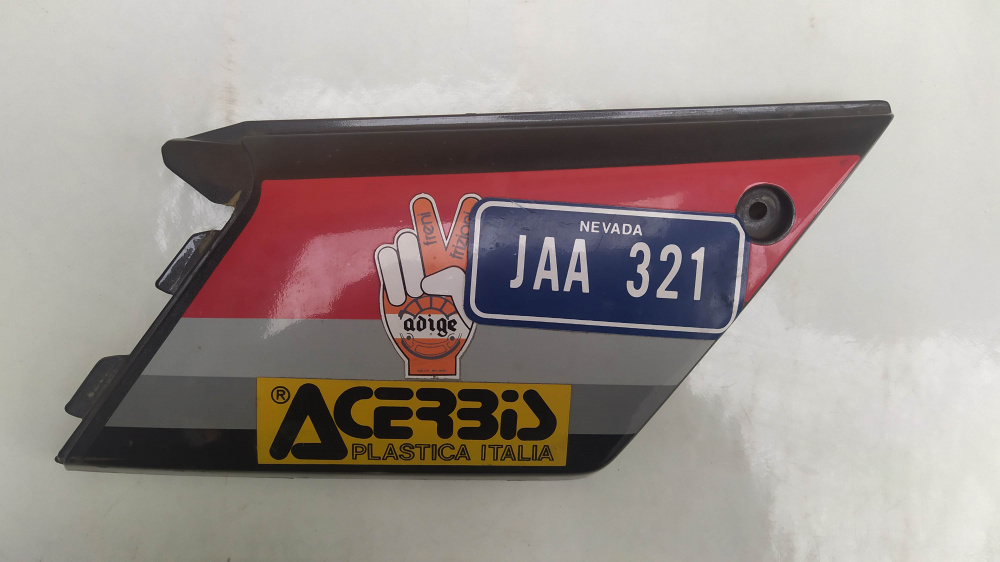 freni
frizioni
adige
NEVADA
JAA 321
® ACERBIS
PLASTICA ITALIA